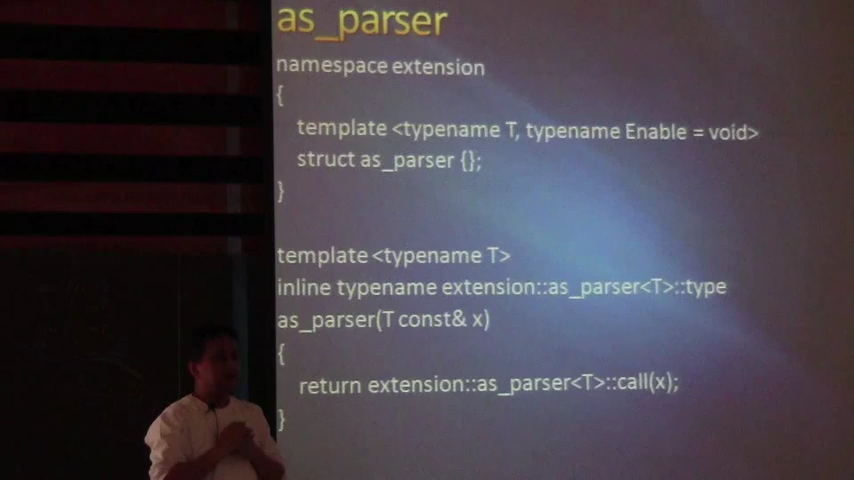 as_parser
namespace extension
{
template <typename T, typename Enable = void>
struct as_parser {};
}
template <typename T>
inline typename extension::as_parser<T>::type
as_parser(T const& x)
{
return extension::as_parser<T>::call(x);
}